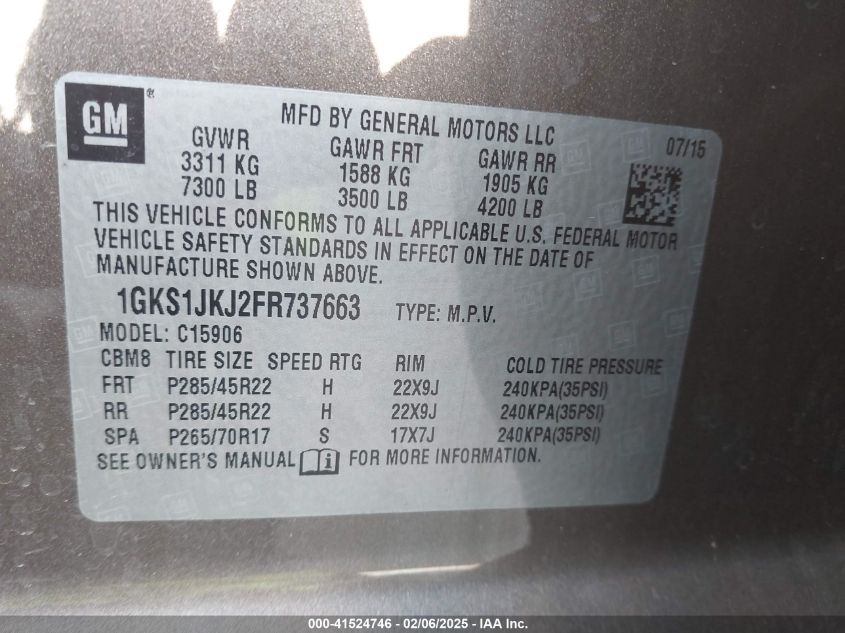 GM
MFD BY GENERAL MOTORS LLC
07/15
GVWR GAWR FRT GAWR RR
3311 KG 1588 KG 1905 KG
7300 LB 3500 LB 4200 LB
THIS VEHICLE CONFORMS TO ALL APPLICABLE U.S. FEDERAL MOTOR
VEHICLE SAFETY STANDARDS IN EFFECT ON THE DATE OF
MANUFACTURE SHOWN ABOVE.
1GKS1JKJ2FR737663 TYPE: M.P.V.
MODEL: C15906
CBM8 TIRE SIZE SPEED RTG RIM COLD TIRE PRESSURE
FRT P285/45R22 H 22X9J 240KPA(35PSI)
RR P285/45R22 H 22X9J 240KPA(35PSI)
SPA P265/70R17 S 17X7J 240KPA(35PSI)
SEE OWNER'S MANUAL i FOR MORE INFORMATION.
000-41524746 - 02/06/2025 - IAA Inc.